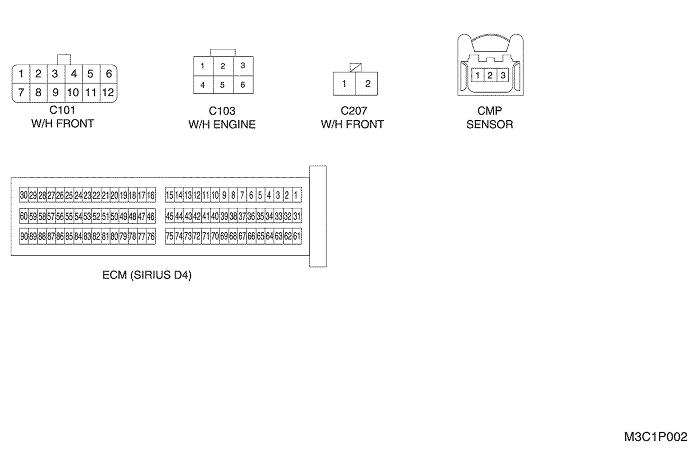 1 2 3 4 5 6
7 8 9 10 11 12
C101
W/H FRONT
1 2 3
4 5 6
C103
W/H ENGINE
1 2
C207
W/H FRONT
1 2 3
CMP
SENSOR
30 29 28 27 26 25 24 23 22 21 20 19 18 17 16 15 14 13 12 11 10 9 8 7 6 5 4 3 2 1
60 59 58 57 56 55 54 53 52 51 50 49 48 47 46 45 44 43 42 41 40 39 38 37 36 35 34 33 32 31
90 89 88 87 86 85 84 83 82 81 80 79 78 77 76 75 74 73 72 71 70 69 68 67 66 65 64 63 62 61
ECM (SIRIUS D4)
M3C1P002